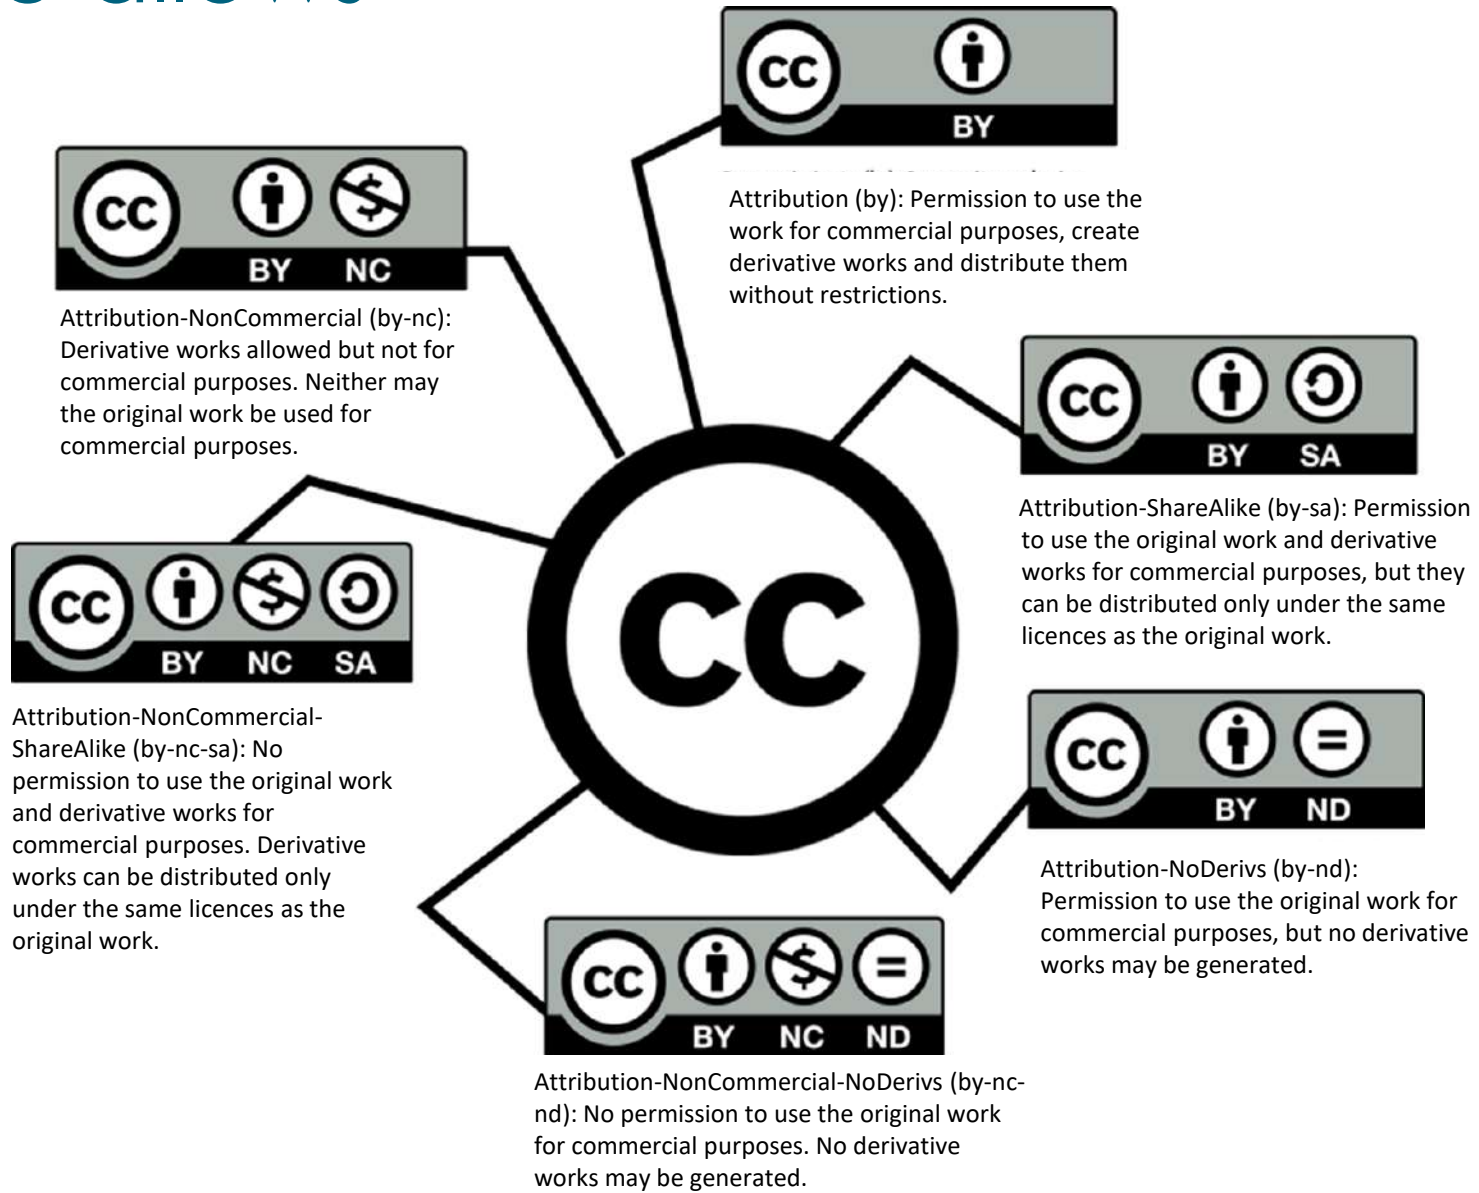 CC
BY
Attribution (by): Permission to use the
work for commercial purposes, create
derivative works and distribute them
without restrictions.
CC
BY NC
Attribution-NonCommercial (by-nc):
Derivative works allowed but not for
commercial purposes. Neither may
the original work be used for
commercial purposes.
CC
BY SA
Attribution-ShareAlike (by-sa): Permission
to use the original work and derivative
works for commercial purposes, but they
can be distributed only under the same
licences as the original work.
CC
BY NC SA
Attribution-NonCommercial-
ShareAlike (by-nc-sa): No
permission to use the original work
and derivative works for
commercial purposes. Derivative
works can be distributed only
under the same licences as the
original work.
CC
CC
BY ND
Attribution-NoDerivs (by-nd):
Permission to use the original work for
commercial purposes, but no derivative
works may be generated.
CC
BY NC ND
Attribution-NonCommercial-NoDerivs (by-nc-
nd): No permission to use the original work
for commercial purposes. No derivative
works may be generated.